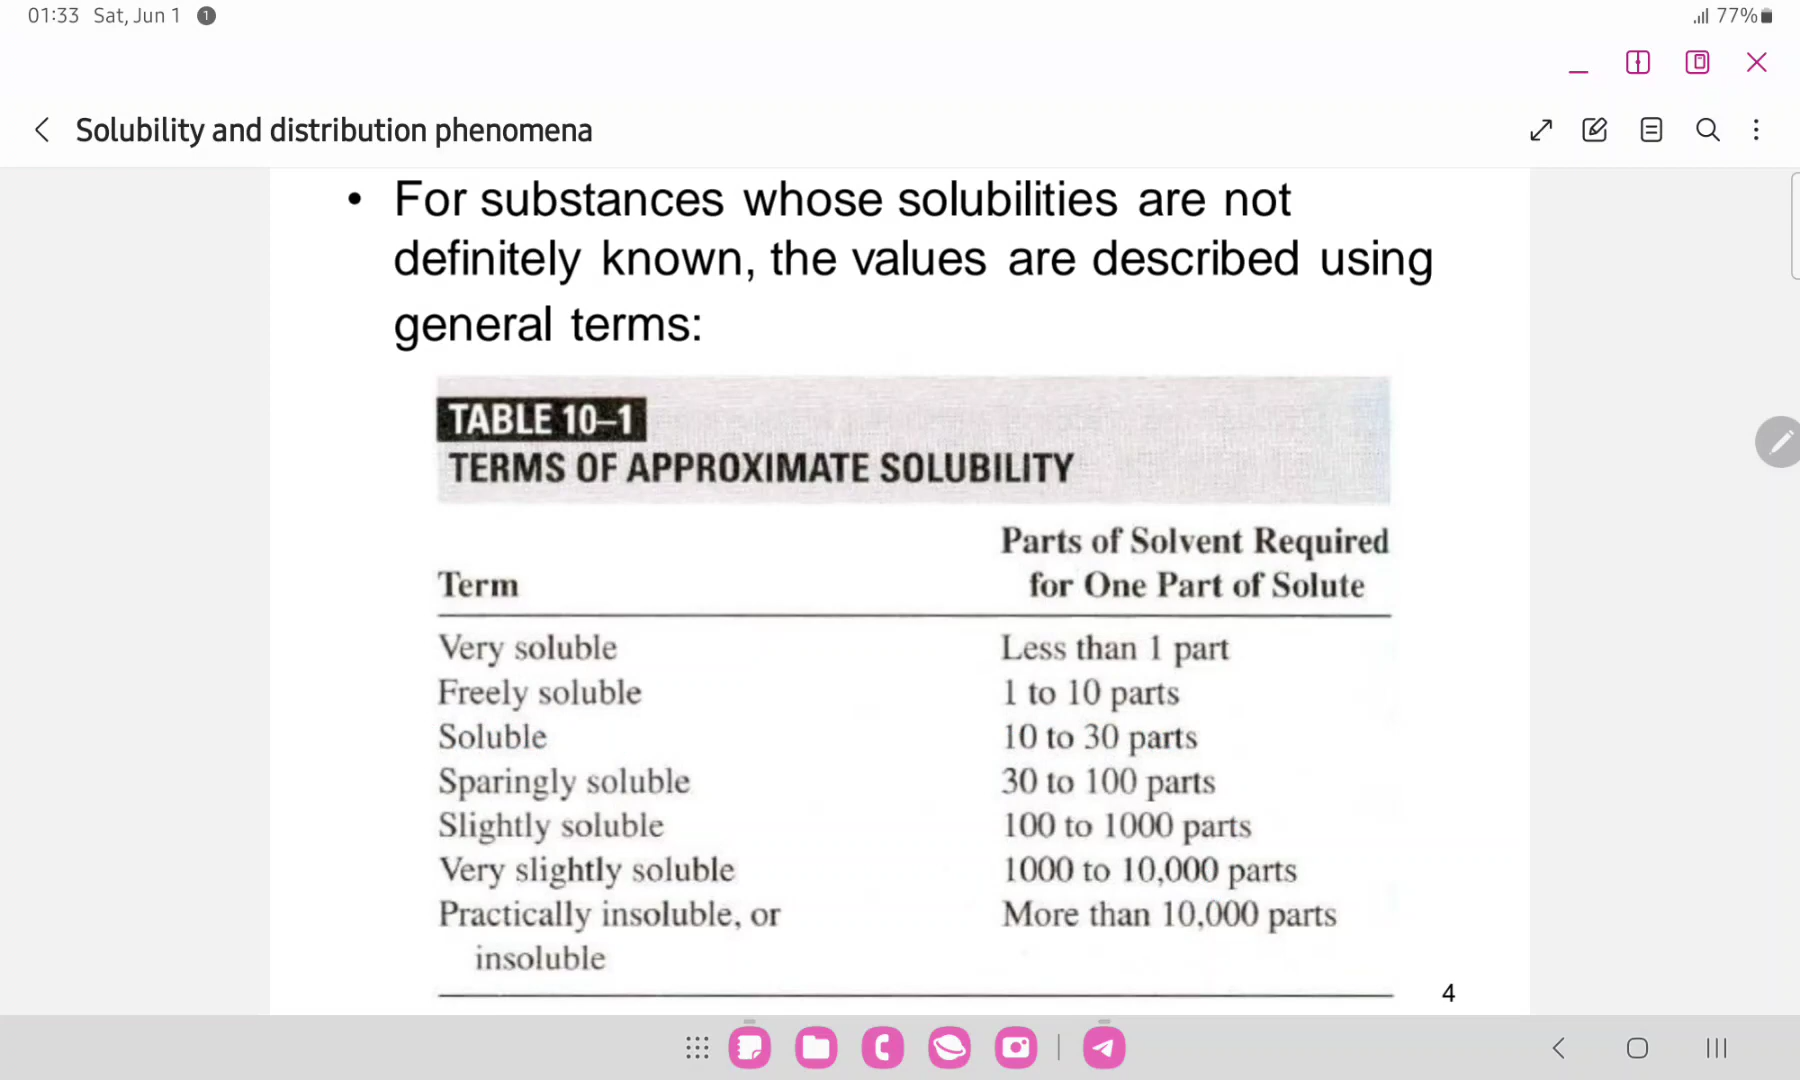 01:33 Sat, Jun 1 1
77%
Solubility and distribution phenomena
• For substances whose solubilities are not
definitely known, the values are described using
general terms:
TABLE 10–1
TERMS OF APPROXIMATE SOLUBILITY
Parts of Solvent Required
Term for One Part of Solute
Very soluble Less than 1 part
Freely soluble 1 to 10 parts
Soluble 10 to 30 parts
Sparingly soluble 30 to 100 parts
Slightly soluble 100 to 1000 parts
Very slightly soluble 1000 to 10,000 parts
Practically insoluble, or More than 10,000 parts
insoluble
4